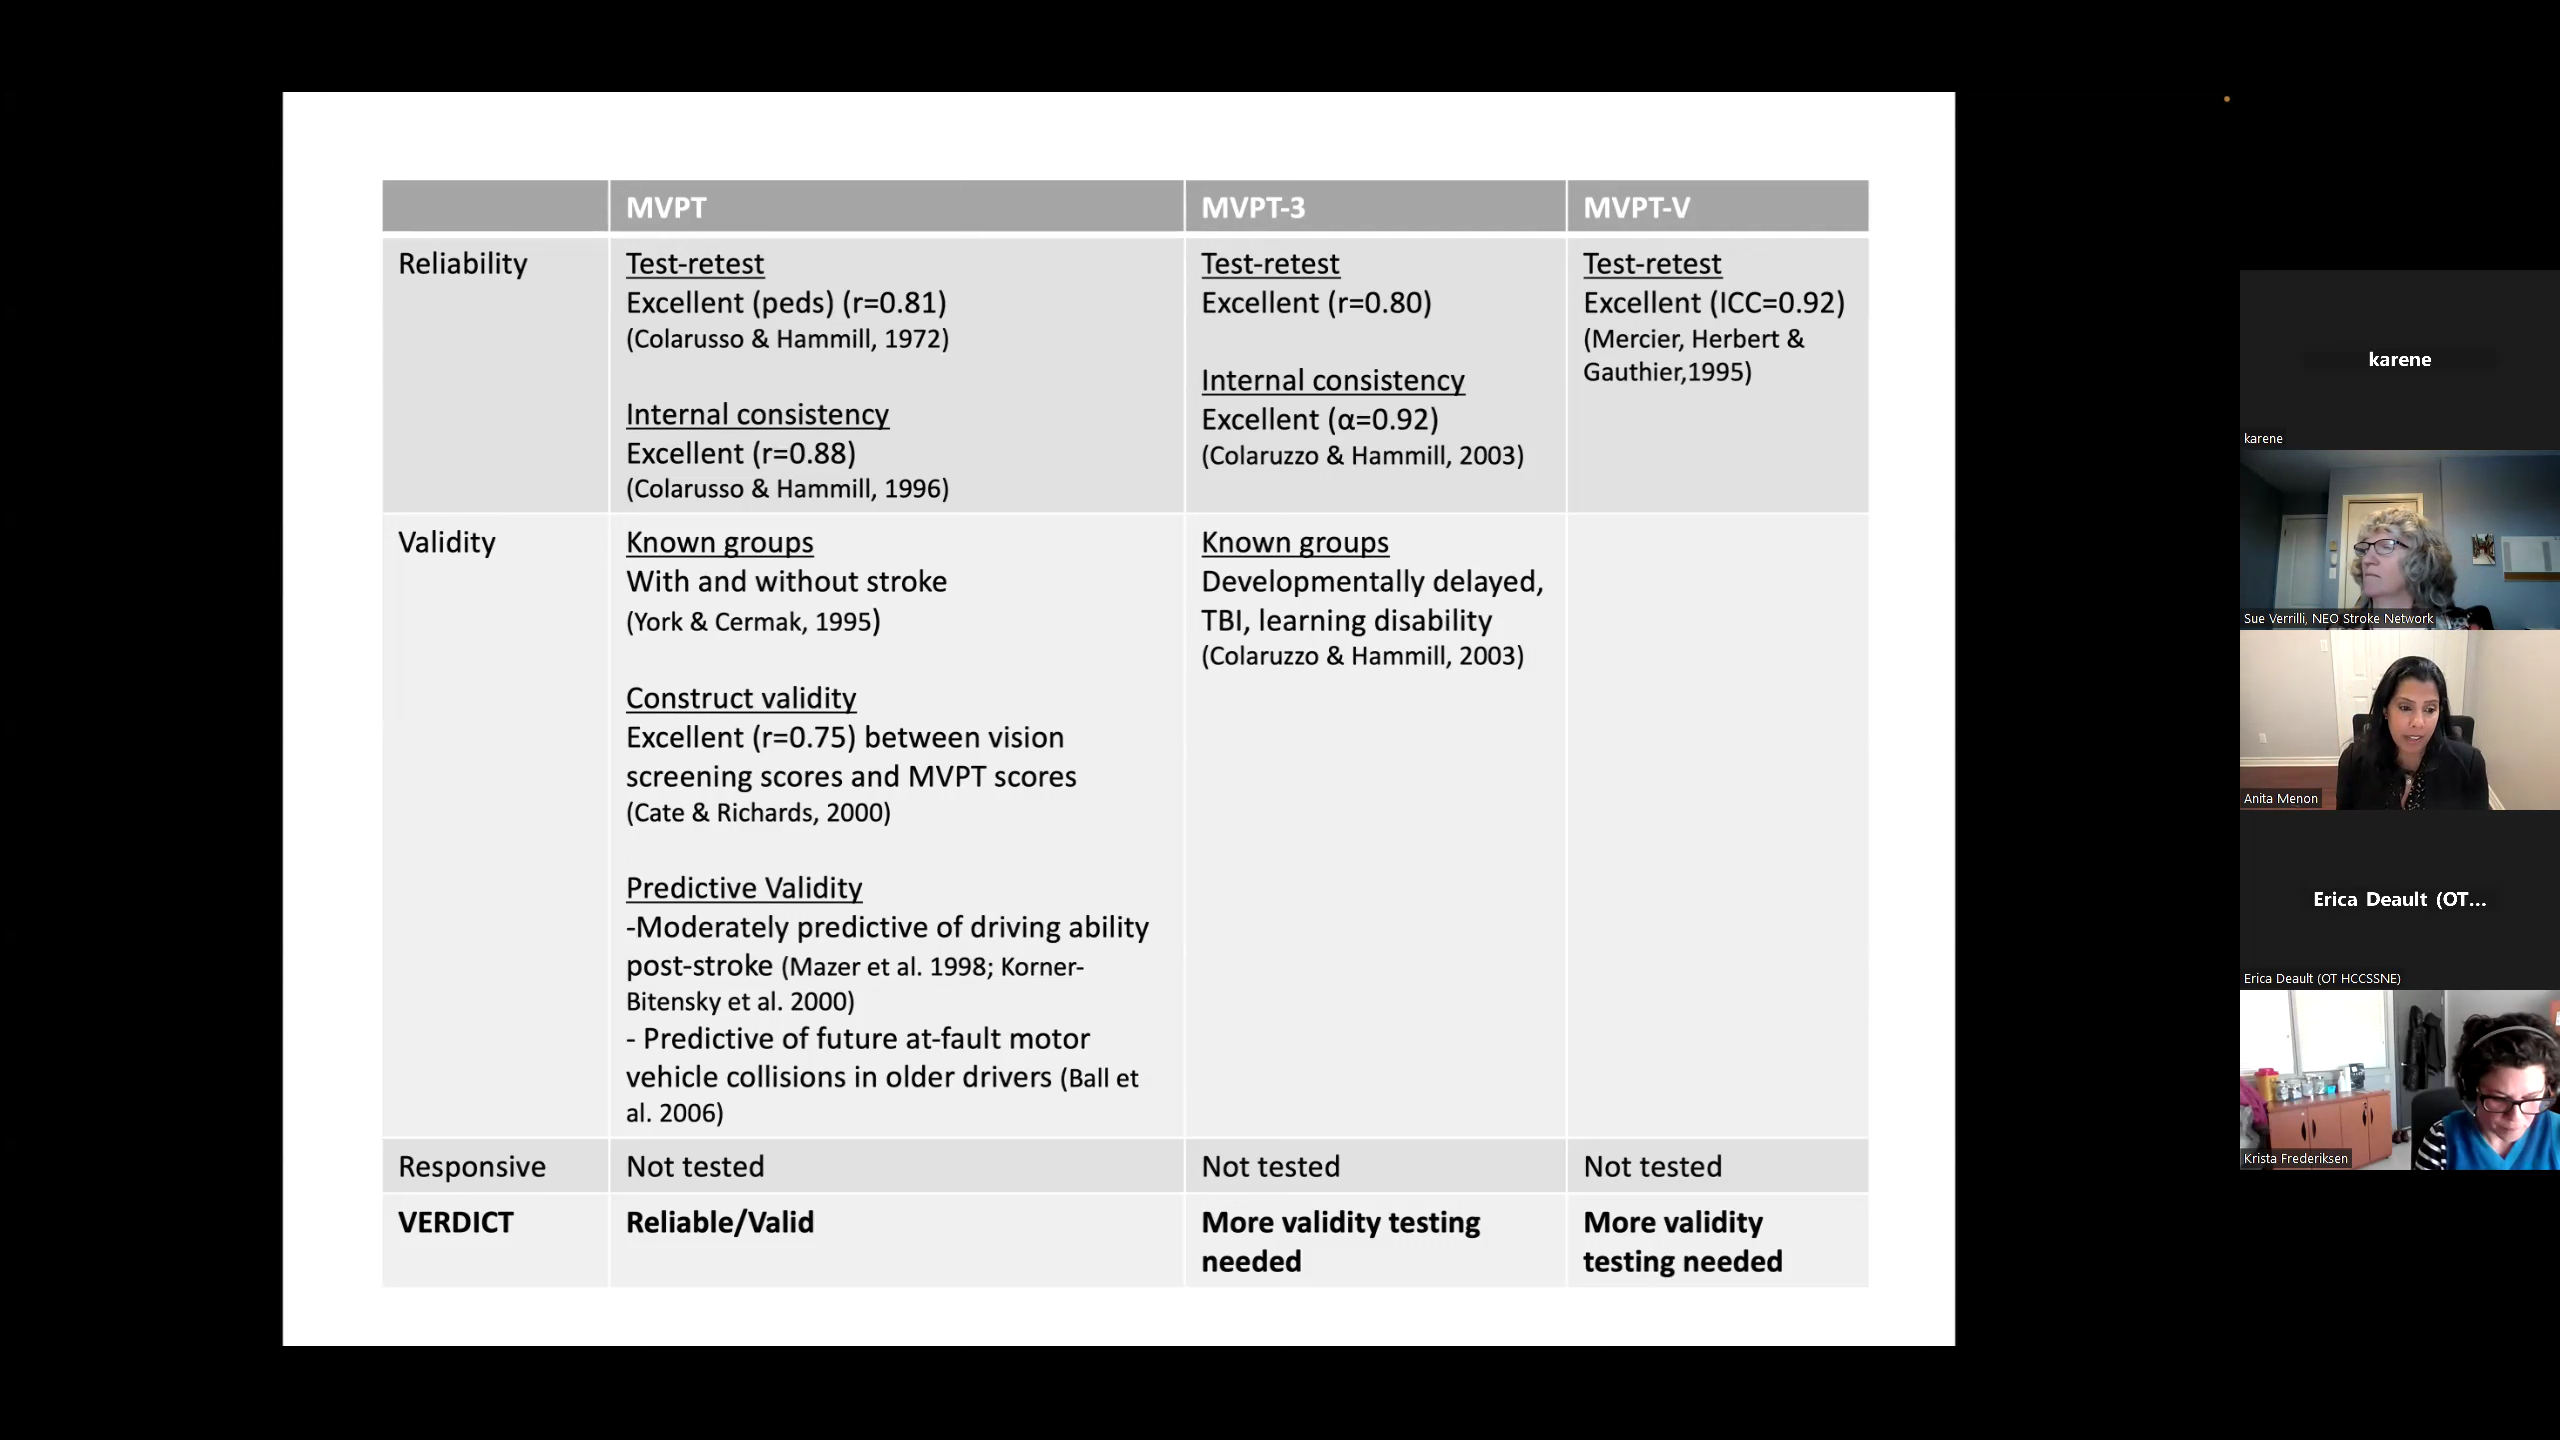 MVPT
MVPT-3
MVPT-V
Reliability
Test-retest
Excellent (peds) (r=0.81)
(Colarusso & Hammill, 1972)
Internal consistency
Excellent (r=0.88)
(Colarusso & Hammill, 1996)
Test-retest
Excellent (r=0.80)
Internal consistency
Excellent (α=0.92)
(Colaruzzo & Hammill, 2003)
Test-retest
Excellent (ICC=0.92)
(Mercier, Herbert &
Gauthier,1995)
Validity
Known groups
With and without stroke
(York & Cermak, 1995)
Construct validity
Excellent (r=0.75) between vision
screening scores and MVPT scores
(Cate & Richards, 2000)
Predictive Validity
-Moderately predictive of driving ability
post-stroke (Mazer et al. 1998; Korner-
Bitensky et al. 2000)
- Predictive of future at-fault motor
vehicle collisions in older drivers (Ball et
al. 2006)
Known groups
Developmentally delayed,
TBI, learning disability
(Colaruzzo & Hammill, 2003)
Responsive
Not tested
Not tested
Not tested
VERDICT
Reliable/Valid
More validity testing
needed
More validity
testing needed
karene
karene
Sue Verrilli, NEO Stroke Network
Anita Menon
Erica Deault (OT...
Erica Deault (OT HCCSSNE)
Krista Frederiksen